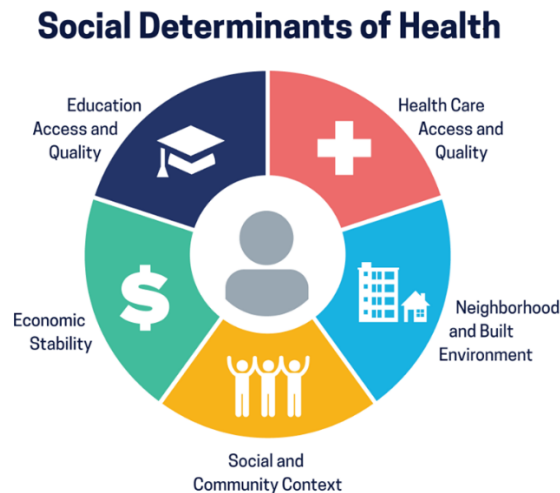 Social Determinants of Health
Education
Access and
Quality
Health Care
Access and
Quality
Economic
Stability
$
Neighborhood
and Built
Environment
Social and
Community Context